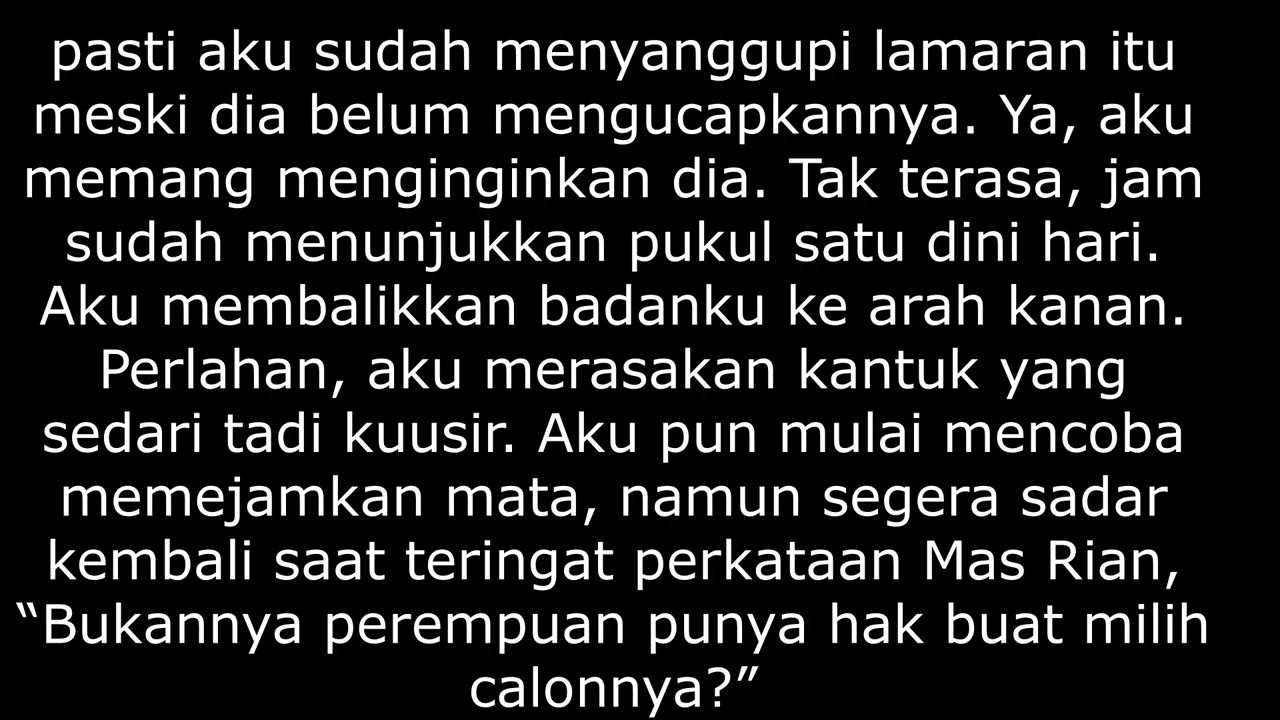 pasti aku sudah menyanggupi lamaran itu
meski dia belum mengucapkannya. Ya, aku
memang menginginkan dia. Tak terasa, jam
sudah menunjukkan pukul satu dini hari.
Aku membalikkan badanku ke arah kanan.
Perlahan, aku merasakan kantuk yang
sedari tadi kuusir. Aku pun mulai mencoba
memejamkan mata, namun segera sadar
kembali saat teringat perkataan Mas Rian,
“Bukannya perempuan punya hak buat milih
calonnya?”